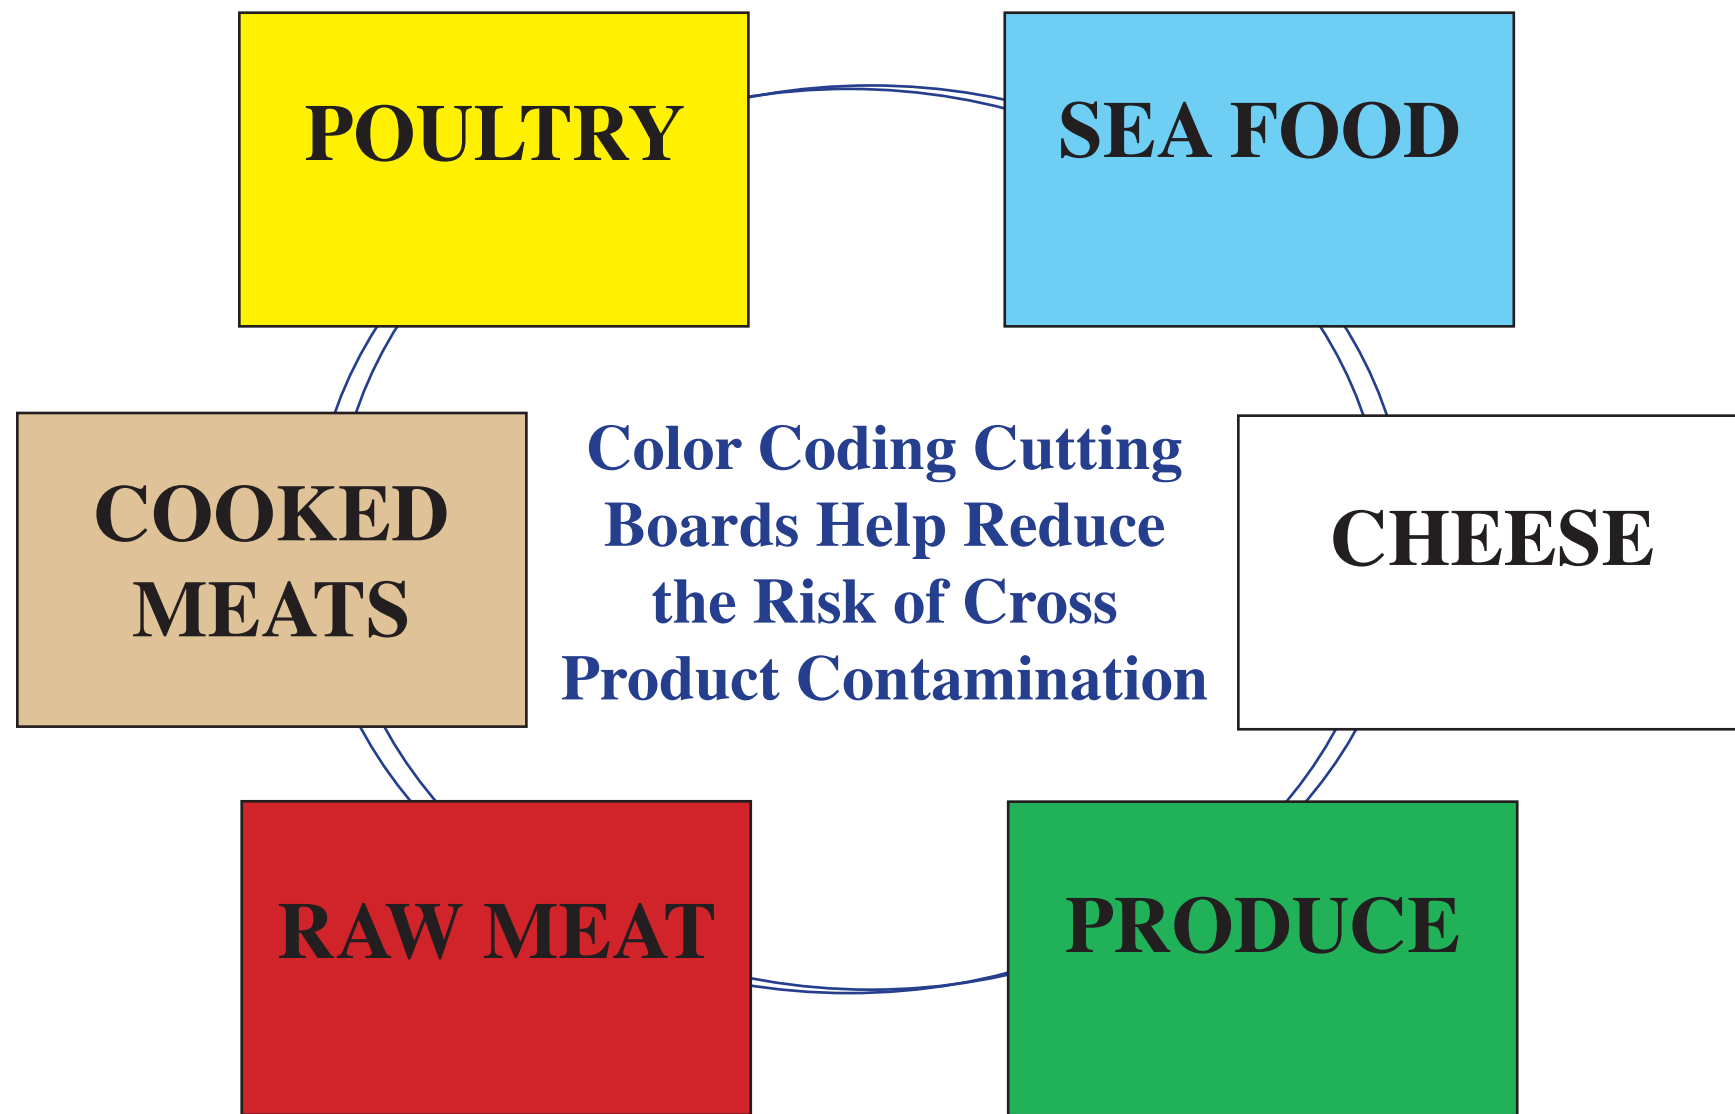 POULTRY
SEA FOOD
COOKED
MEATS
Color Coding Cutting
Boards Help Reduce
the Risk of Cross
Product Contamination
CHEESE
RAW MEAT
PRODUCE